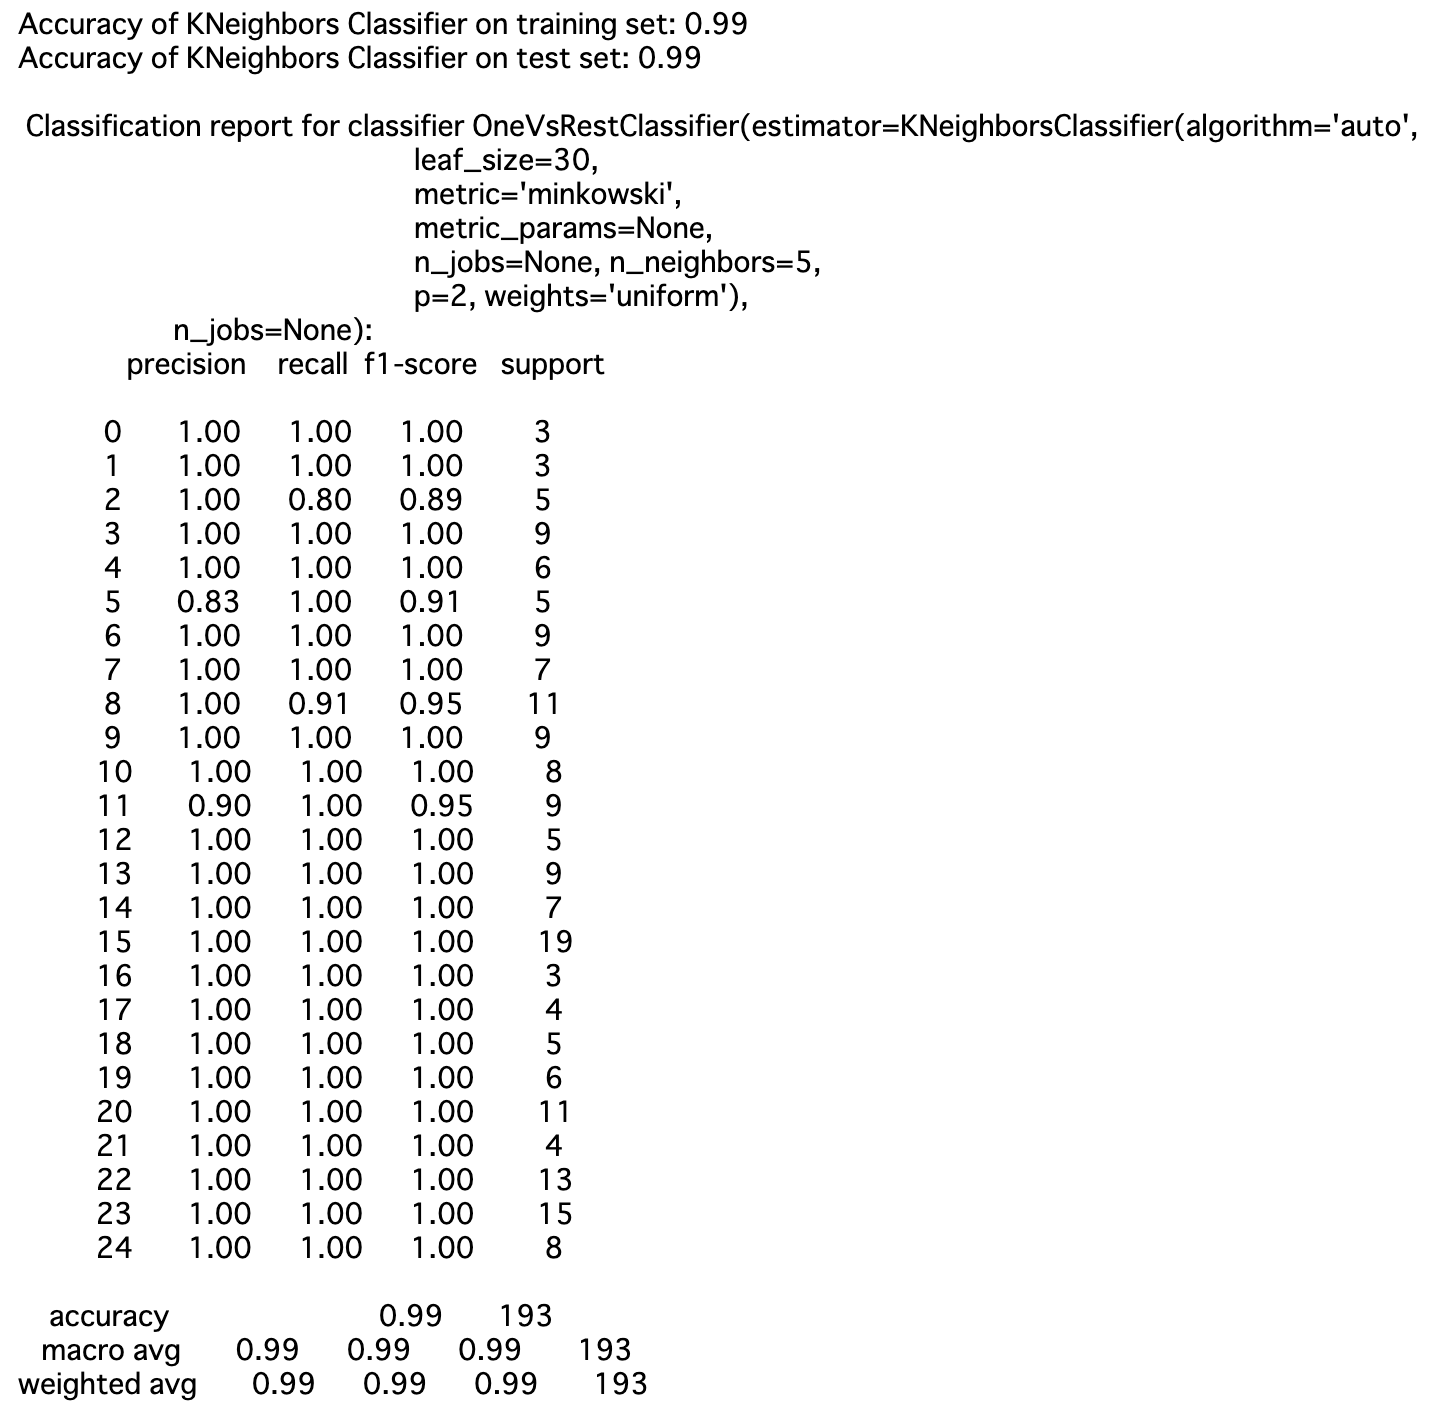 Accuracy of KNeighbors Classifier on training set: 0.99
Accuracy of KNeighbors Classifier on test set: 0.99
Classification report for classifier OneVsRestClassifier(estimator=KNeighborsClassifier(algorithm='auto',
leaf_size=30,
metric='minkowski',
metric_params=None,
n_jobs=None, n_neighbors=5,
p=2, weights='uniform'),
n_jobs=None):
precision recall f1-score support
0 1.00 1.00 1.00 3
1 1.00 1.00 1.00 3
2 1.00 0.80 0.89 5
3 1.00 1.00 1.00 9
4 1.00 1.00 1.00 6
5 0.83 1.00 0.91 5
6 1.00 1.00 1.00 9
7 1.00 1.00 1.00 7
8 1.00 0.91 0.95 11
9 1.00 1.00 1.00 9
10 1.00 1.00 1.00 8
11 0.90 1.00 0.95 9
12 1.00 1.00 1.00 5
13 1.00 1.00 1.00 9
14 1.00 1.00 1.00 7
15 1.00 1.00 1.00 19
16 1.00 1.00 1.00 3
17 1.00 1.00 1.00 4
18 1.00 1.00 1.00 5
19 1.00 1.00 1.00 6
20 1.00 1.00 1.00 11
21 1.00 1.00 1.00 4
22 1.00 1.00 1.00 13
23 1.00 1.00 1.00 15
24 1.00 1.00 1.00 8
accuracy 0.99 193
macro avg 0.99 0.99 0.99 193
weighted avg 0.99 0.99 0.99 193